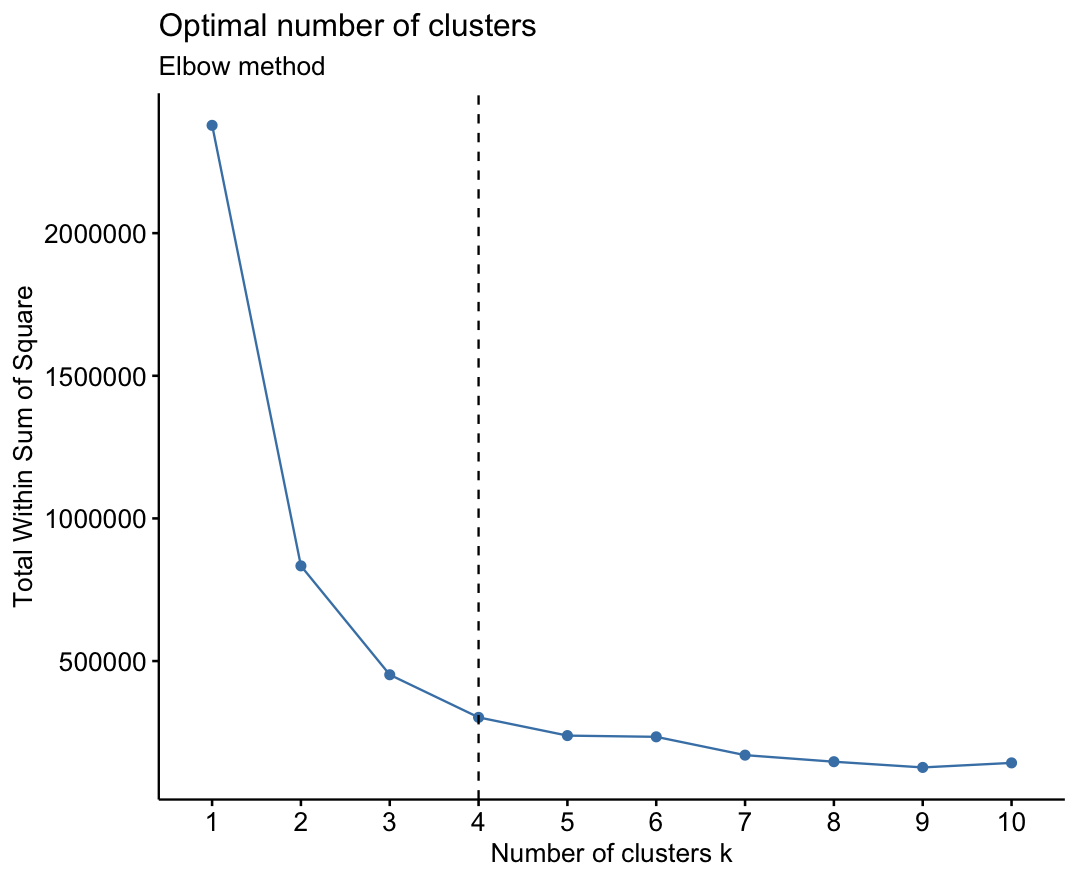 Optimal number of clusters
Elbow method
Total Within Sum of Square
2000000
1500000
1000000
500000
1 2 3 4 5 6 7 8 9 10
Number of clusters k